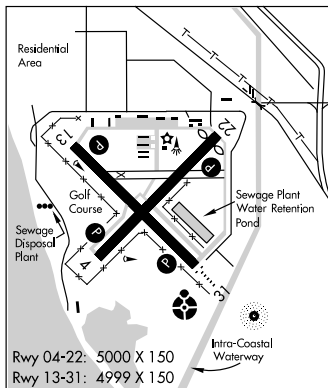 Residential
Area
T
T
T
T
T
13
22
P
P
Golf
Course
Sewage Plant
Water Retention
Pond
Sewage
Disposal
Plant
P
P
4
31
Rwy 04-22: 5000 X 150
Rwy 13-31: 4999 X 150
Intra-Coastal
Waterway